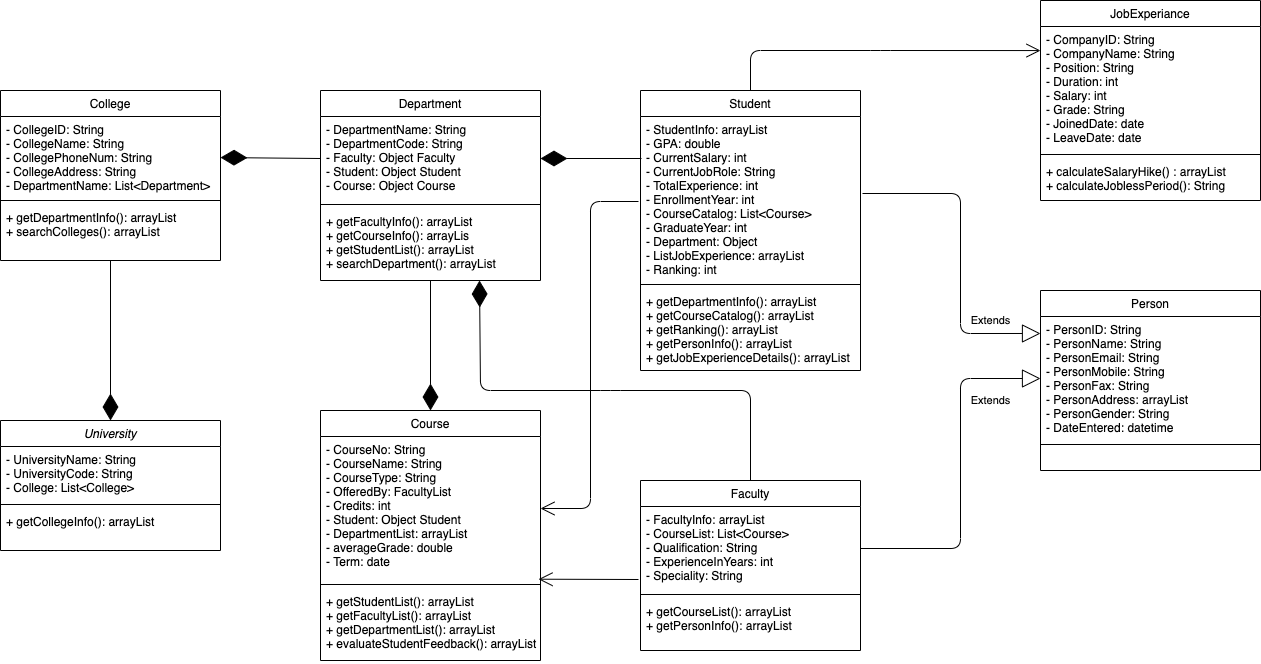 JobExperiance
- CompanyID: String
- CompanyName: String
- Position: String
- Duration: int
- Salary: int
- Grade: String
- JoinedDate: date
- LeaveDate: date
+ calculateSalaryHike() : arrayList
+ calculateJoblessPeriod(): String
College
- CollegeID: String
- CollegeName: String
- CollegePhoneNum: String
- CollegeAddress: String
- DepartmentName: List<Department>
+ getDepartmentInfo(): arrayList
+ searchColleges(): arrayList
Department
- DepartmentName: String
- DepartmentCode: String
- Faculty: Object Faculty
- Student: Object Student
- Course: Object Course
+ getFacultyInfo(): arrayList
+ getCourseInfo(): arrayLis
+ getStudentList(): arrayList
+ searchDepartment(): arrayList
Student
- StudentInfo: arrayList
- GPA: double
- CurrentSalary: int
- CurrentJobRole: String
- TotalExperience: int
- EnrollmentYear: int
- CourseCatalog: List<Course>
- GraduateYear: int
- Department: Object
- ListJobExperience: arrayList
- Ranking: int
+ getDepartmentInfo(): arrayList
+ getCourseCatalog(): arrayList
+ getRanking(): arrayList
+ getPersonInfo(): arrayList
+ getJobExperienceDetails(): arrayList
Extends
Extends
Person
- PersonID: String
- PersonName: String
- PersonEmail: String
- PersonMobile: String
- PersonFax: String
- PersonAddress: arrayList
- PersonGender: String
- DateEntered: datetime
University
- UniversityName: String
- UniversityCode: String
- College: List<College>
+ getCollegeInfo(): arrayList
Course
- CourseNo: String
- CourseName: String
- CourseType: String
- OfferedBy: FacultyList
- Credits: int
- Student: Object Student
- DepartmentList: arrayList
- averageGrade: double
- Term: date
+ getStudentList(): arrayList
+ getFacultyList(): arrayList
+ getDepartmentList(): arrayList
+ evaluateStudentFeedback(): arrayList
Faculty
- FacultyInfo: arrayList
- CourseList: List<Course>
- Qualification: String
- ExperienceInYears: int
- Speciality: String
+ getCourseList(): arrayList
+ getPersonInfo(): arrayList